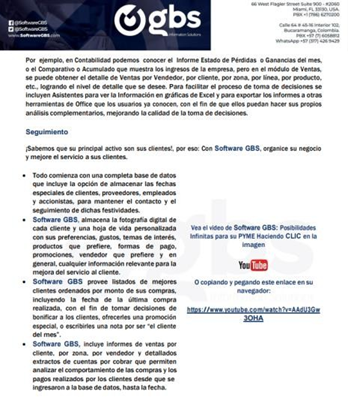 @SoftwareGBS
@SoftwareGBS
www.SoftwareGBS.com
gbs
Information Solutions
66 West Flagler Street Suite 900 - #2060
Miami, FL 33130, USA.
Calle 64 # 45-16 Interior 102,
Bucaramanga, Colombia.
Por ejemplo, en Contabilidad podemos conocer el Informe Estado de Pérdidas o Ganancias del mes,
o el Comparativo o Acumulado que muestra los ingresos de la empresa, pero en el módulo de Ventas,
se puede obtener el detalle de Ventas por Vendedor, por cliente, por zona, por línea, por producto,
etc., logrando el nivel de detalle que se desee. Para facilitar el proceso de toma de decisiones se
incluyen Asistentes para ver la Información en gráficas de Excel y para exportar los informes a otras
herramientas de Office que los usuarios ya conocen, con el fin de que ellos puedan hacer sus propios
análisis complementarios, mejorando la calidad de la toma de decisiones.
Seguimiento
¡Sabemos que su principal activo son sus clientes!, por eso: Con Software GBS, organice su negocio
y mejore el servicio a sus clientes.
• Todo comienza con una completa base de datos
que incluye la opción de almacenar las fechas
especiales de clientes, proveedores, empleados
y accionistas, para mantener el contacto y el
seguimiento de dichas festividades.
• Software GBS, almacena la fotografía digital de
cada cliente y una hoja de vida personalizada
con sus preferencias, gustos, temas de interés,
productos que prefiere, formas de pago,
promociones, vendedor que prefiere y en
general, cualquier información relevante para la
mejora del servicio al cliente.
• Software GBS provee listados de mejores
clientes ordenados por monto de sus compras,
incluyendo la fecha de la última compra
realizada, con el fin de tomar decisiones de
bonificar a los clientes, ofrecerles una promoción
especial, o escribirles una nota por ser "el cliente
del mes".
• Software GBS, incluye informes de ventas por
cliente, por zona, por vendedor y detallados
extractos de cuentas por cobrar que permiten
analizar el comportamiento de las compras y los
pagos realizados por los clientes desde que se
ingresaron a la base de datos, hasta la fecha.
Vea el video de Software GBS: Posibilidades
Infinitas para su PYME Haciendo CLIC en la
imagen
YouTube
O copiando y pegando este enlace en su
navegador:
https://www.youtube.com/watch?v=AAdU3Gw
3OHA